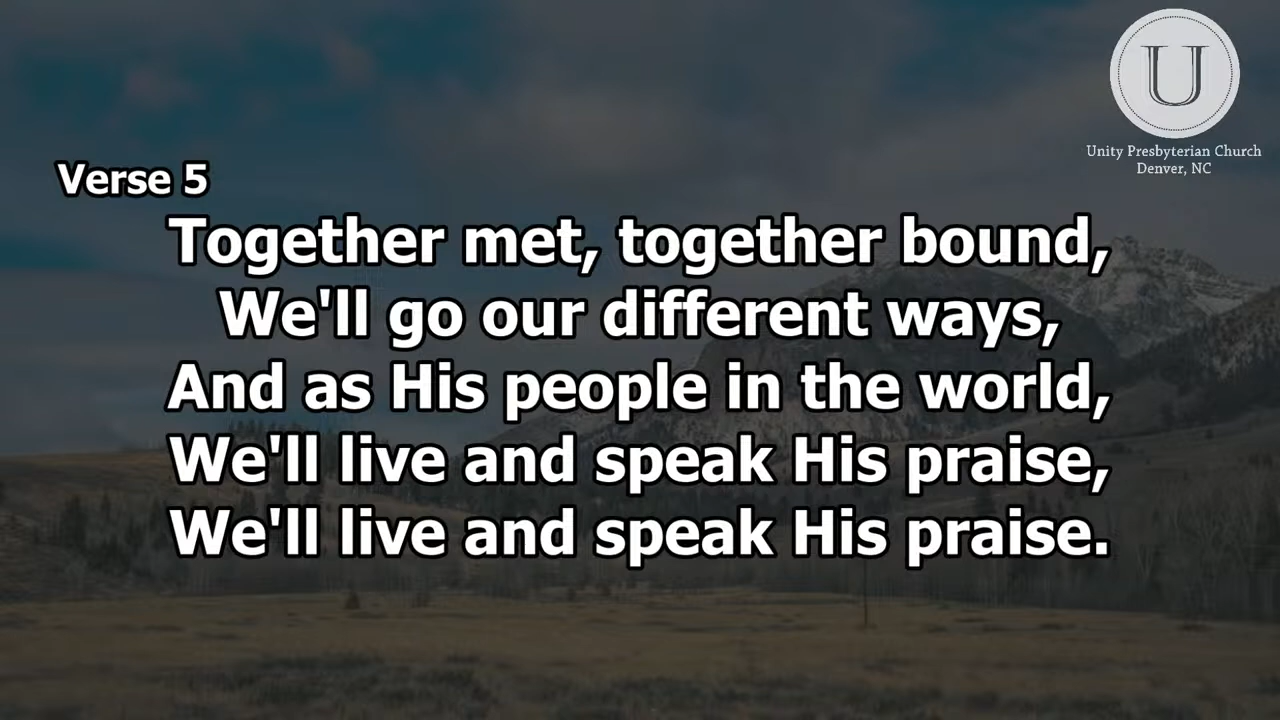 U
Unity Presbyterian Church
Denver, NC
Verse 5
Together met, together bound,
We'll go our different ways,
And as His people in the world,
We'll live and speak His praise,
We'll live and speak His praise.